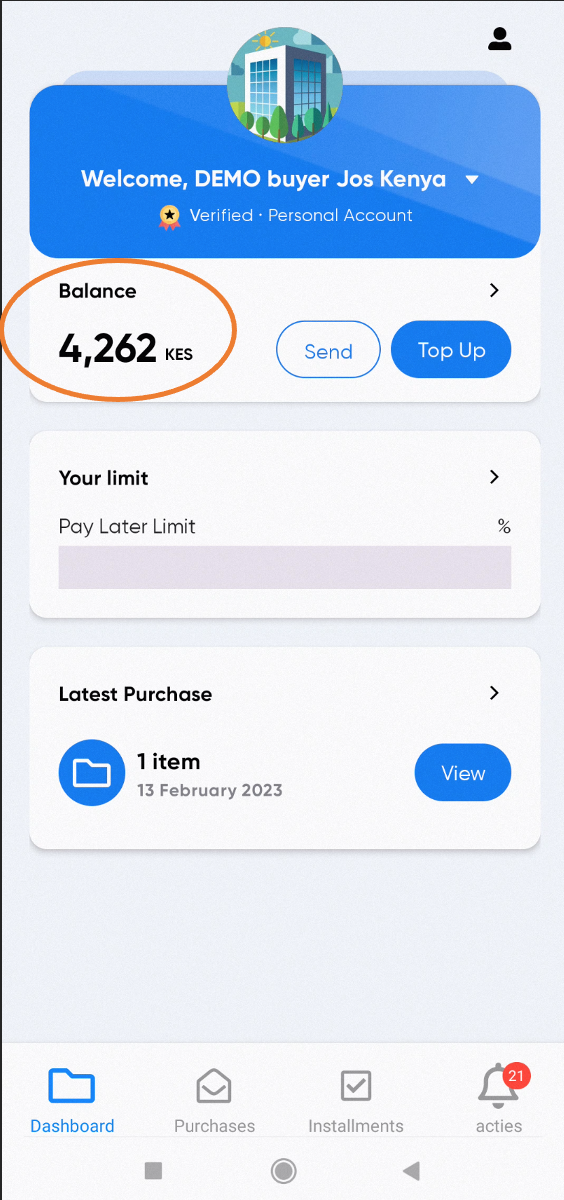 Welcome, DEMO buyer Jos Kenya
Verified · Personal Account
Balance
4,262 KES
Send
Top Up
Your limit
Pay Later Limit %
Latest Purchase
1 item
13 February 2023
View
21
Dashboard
Purchases
Installments
acties